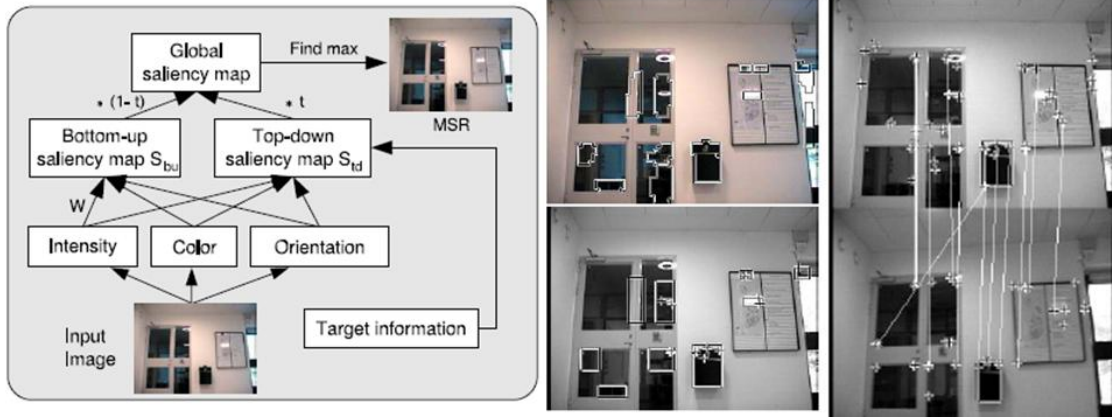 Global
saliency map
Find max
MSR
* (1- t)
* t
Bottom-up
saliency map S_bu
Top-down
saliency map S_td
W
Intensity
Color
Orientation
Input
Image
Target information